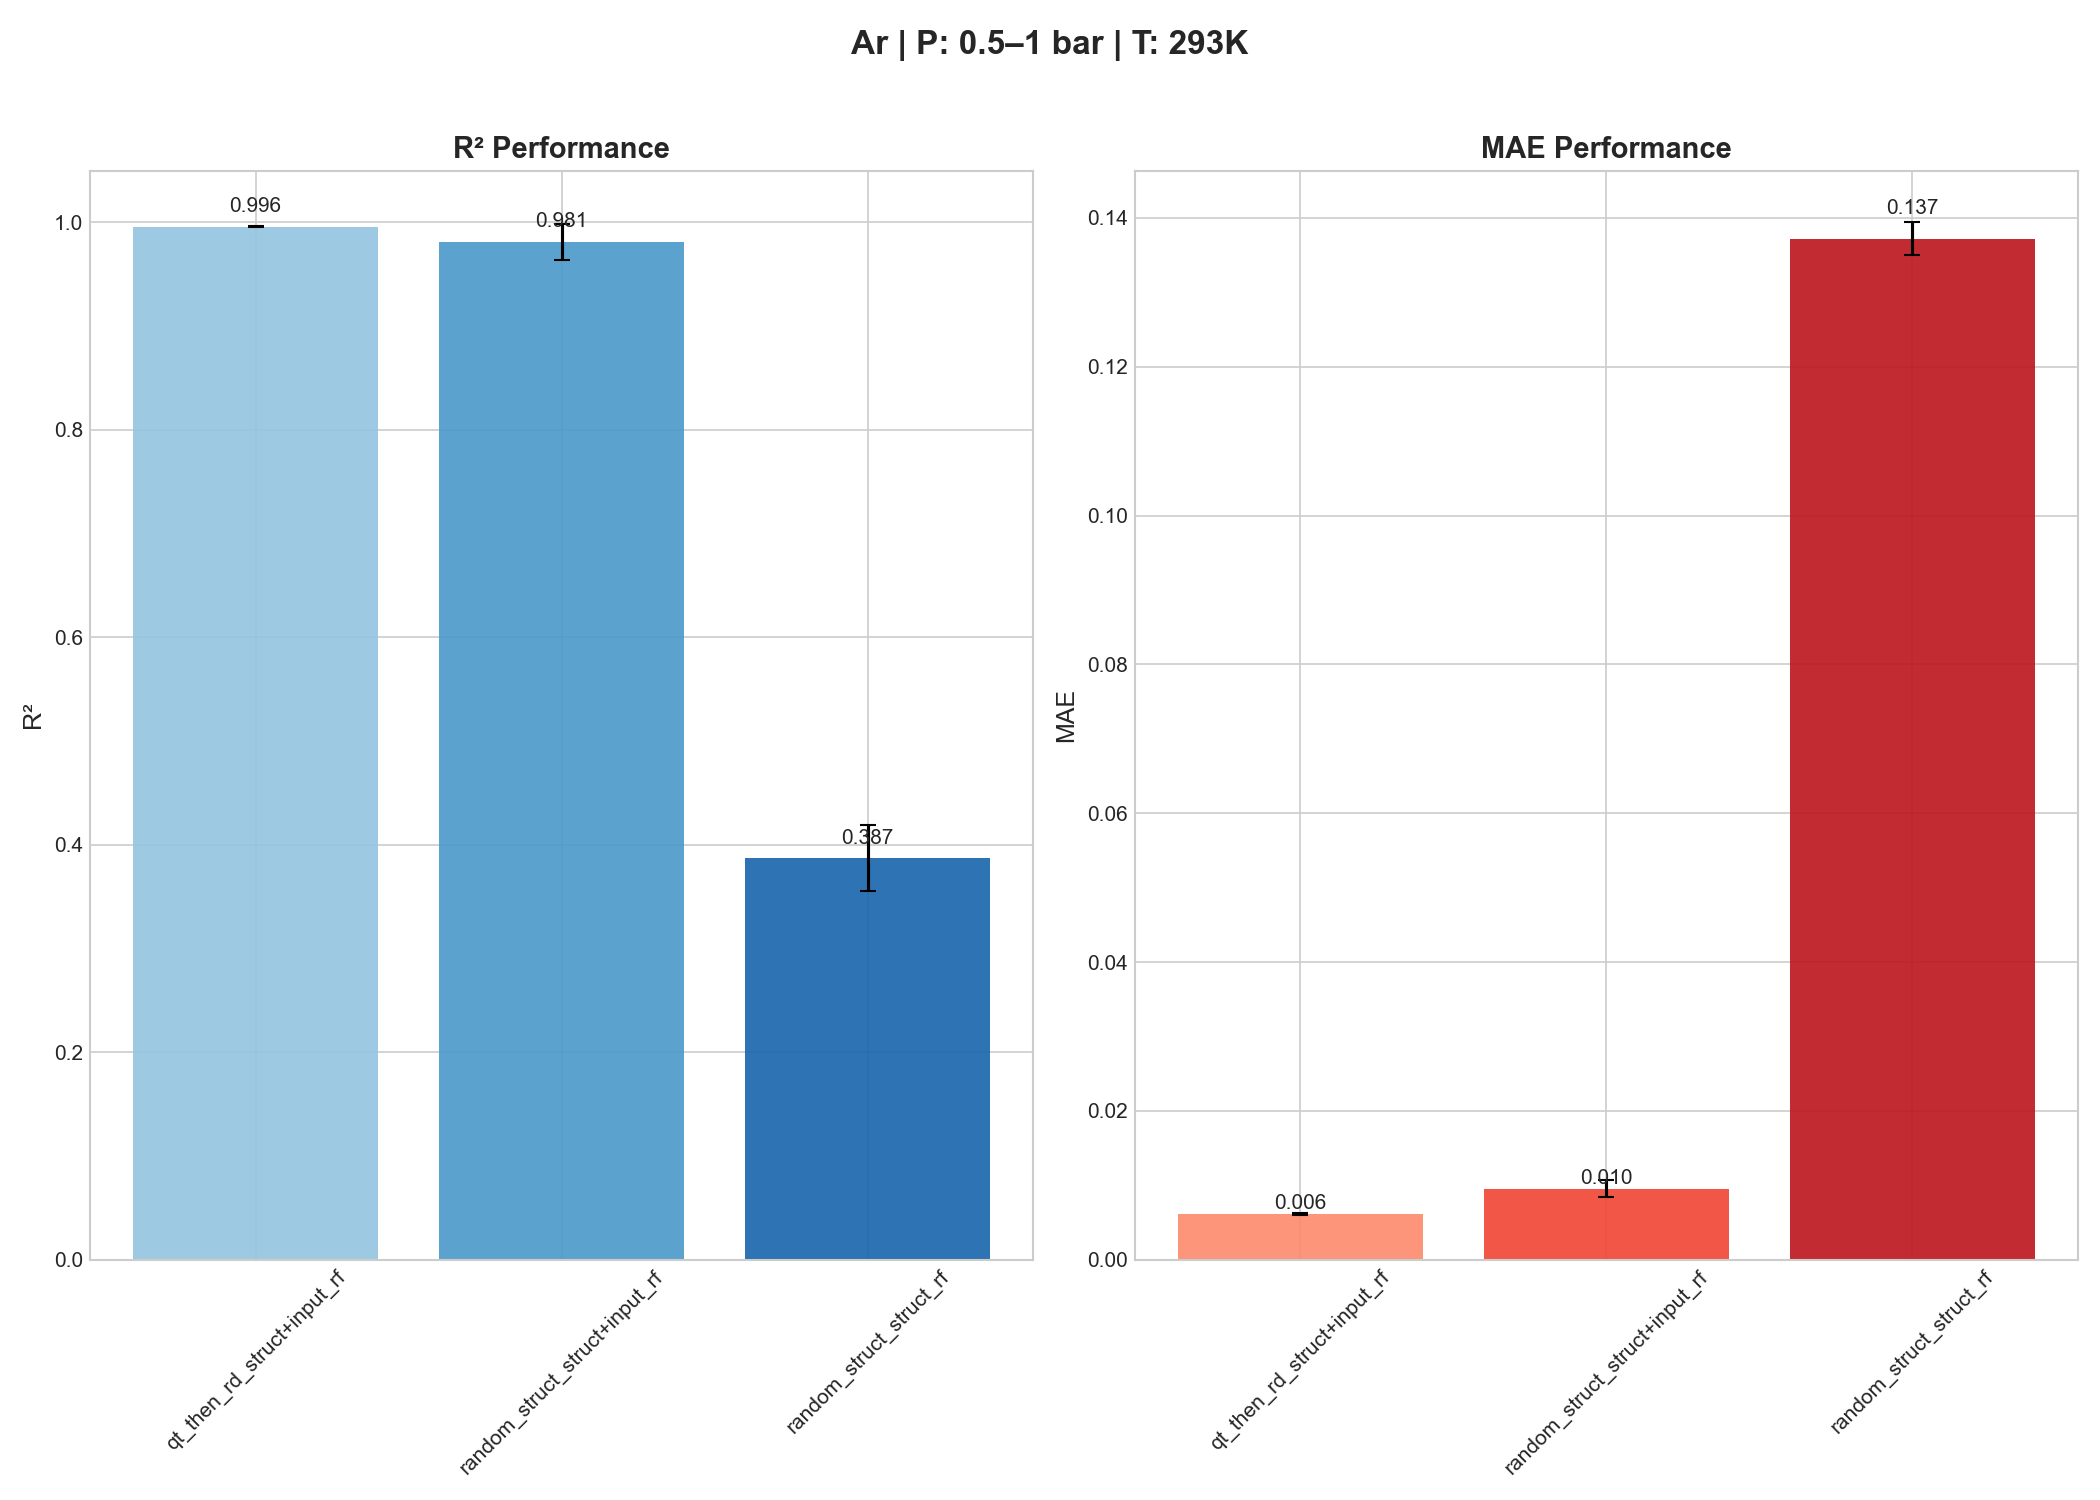 Ar | P: 0.5–1 bar | T: 293K
R² Performance
0.996
0.981
0.387
1.0
0.8
0.6
0.4
0.2
0.0
R²
qt_then_rd_struct+input_rf
random_struct_struct+input_rf
random_struct_struct_rf
MAE Performance
0.137
0.010
0.006
0.14
0.12
0.10
0.08
0.06
0.04
0.02
0.00
MAE
qt_then_rd_struct+input_rf
random_struct_struct+input_rf
random_struct_struct_rf